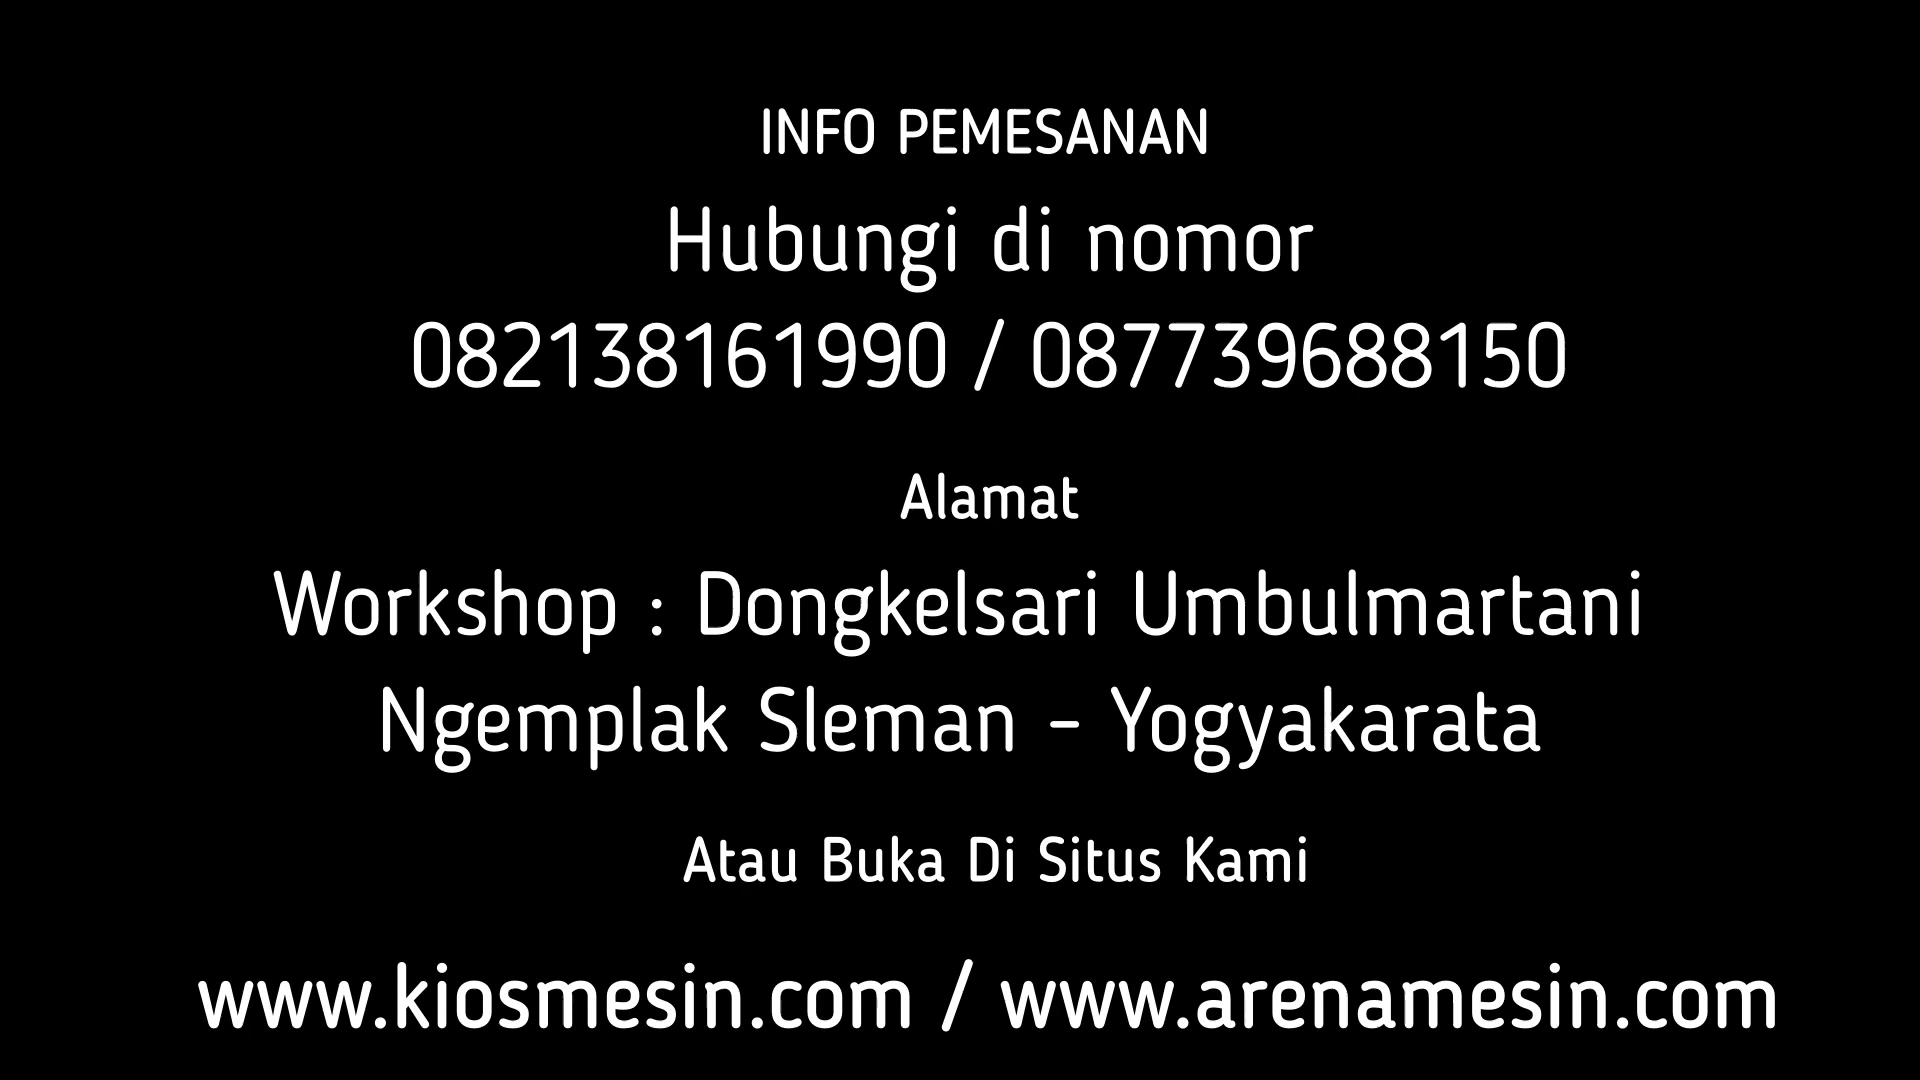 INFO PEMESANAN
Hubungi di nomor
082138161990 / 087739688150
Alamat
Workshop : Dongkelsari Umbulmartani
Ngemplak Sleman - Yogyakarata
Atau Buka Di Situs Kami
www.kiosmesin.com / www.arenamesin.com